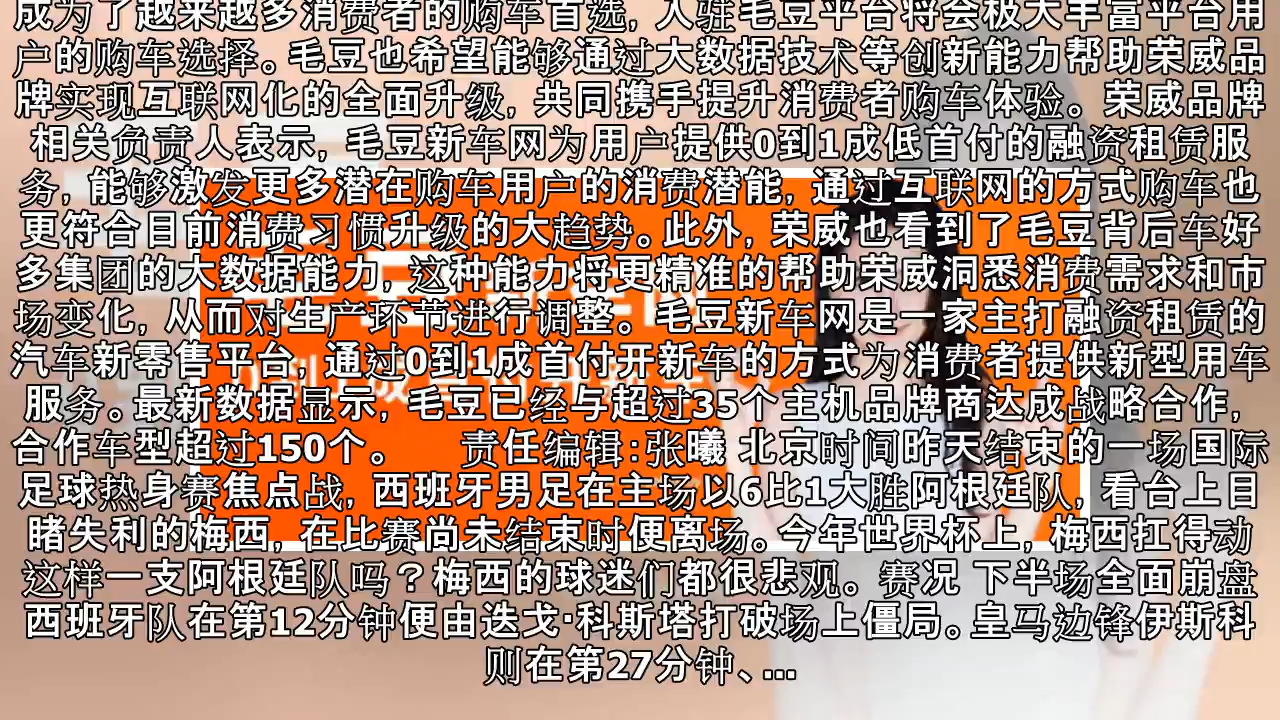 成为了越来越多消费者的购车首选，入驻毛豆平台将会极大丰富平台用
户的购车选择。毛豆也希望能够通过大数据技术等创新能力帮助荣威品
牌实现互联网化的全面升级，共同携手提升消费者购车体验。荣威品牌
相关负责人表示，毛豆新车网为用户提供0到1成低首付的融资租赁服
务，能够激发更多潜在购车用户的消费潜能，通过互联网的方式购车也
更符合目前消费习惯升级的大趋势。此外，荣威也看到了毛豆背后车好
多集团的大数据能力，这种能力将更精准的帮助荣威洞悉消费需求和市
场变化，从而对生产环节进行调整。毛豆新车网是一家主打融资租赁的
汽车新零售平台，通过0到1成首付开新车的方式为消费者提供新型用车
服务。最新数据显示，毛豆已经与超过35个主机品牌商达成战略合作，
合作车型超过150个。 责任编辑:张曦 北京时间昨天结束的一场国际
足球热身赛焦点战，西班牙男足在主场以6比1大胜阿根廷队，看台上目
睹失利的梅西，在比赛尚未结束时便离场。今年世界杯上，梅西扛得动
这样一支阿根廷队吗？梅西的球迷们都很悲观。赛况 下半场全面崩盘
西班牙队在第12分钟便由迭戈·科斯塔打破场上僵局。皇马边锋伊斯科
则在第27分钟、...